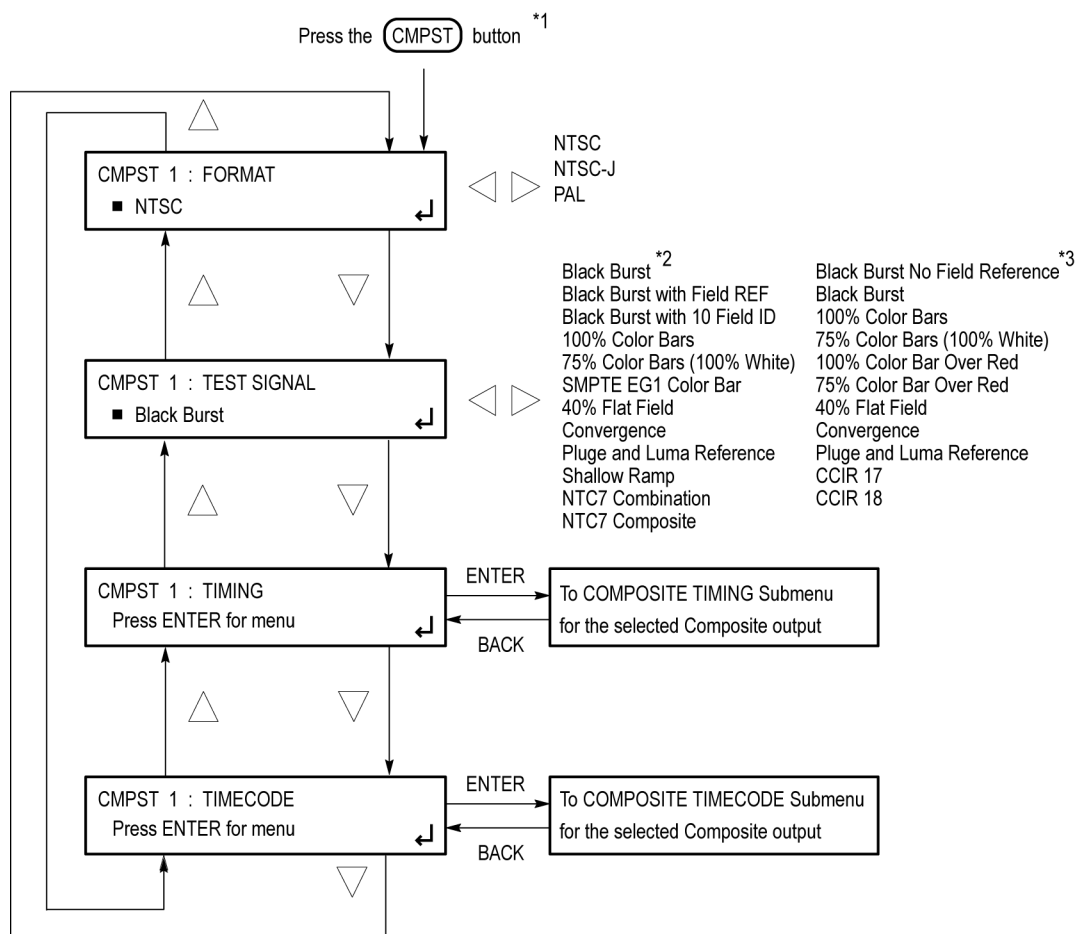 Press the CMPST button *1
CMPST 1 : FORMAT
■ NTSC
NTSC
NTSC-J
PAL
CMPST 1 : TEST SIGNAL
■ Black Burst
Black Burst *2
Black Burst with Field REF
Black Burst with 10 Field ID
100% Color Bars
75% Color Bars (100% White)
SMPTE EG1 Color Bar
40% Flat Field
Convergence
Pluge and Luma Reference
Shallow Ramp
NTC7 Combination
NTC7 Composite
Black Burst No Field Reference *3
Black Burst
100% Color Bars
75% Color Bars (100% White)
100% Color Bar Over Red
75% Color Bar Over Red
40% Flat Field
Convergence
Pluge and Luma Reference
CCIR 17
CCIR 18
CMPST 1 : TIMING
Press ENTER for menu
ENTER
BACK
To COMPOSITE TIMING Submenu
for the selected Composite output
CMPST 1 : TIMECODE
Press ENTER for menu
ENTER
BACK
To COMPOSITE TIMECODE Submenu
for the selected Composite output